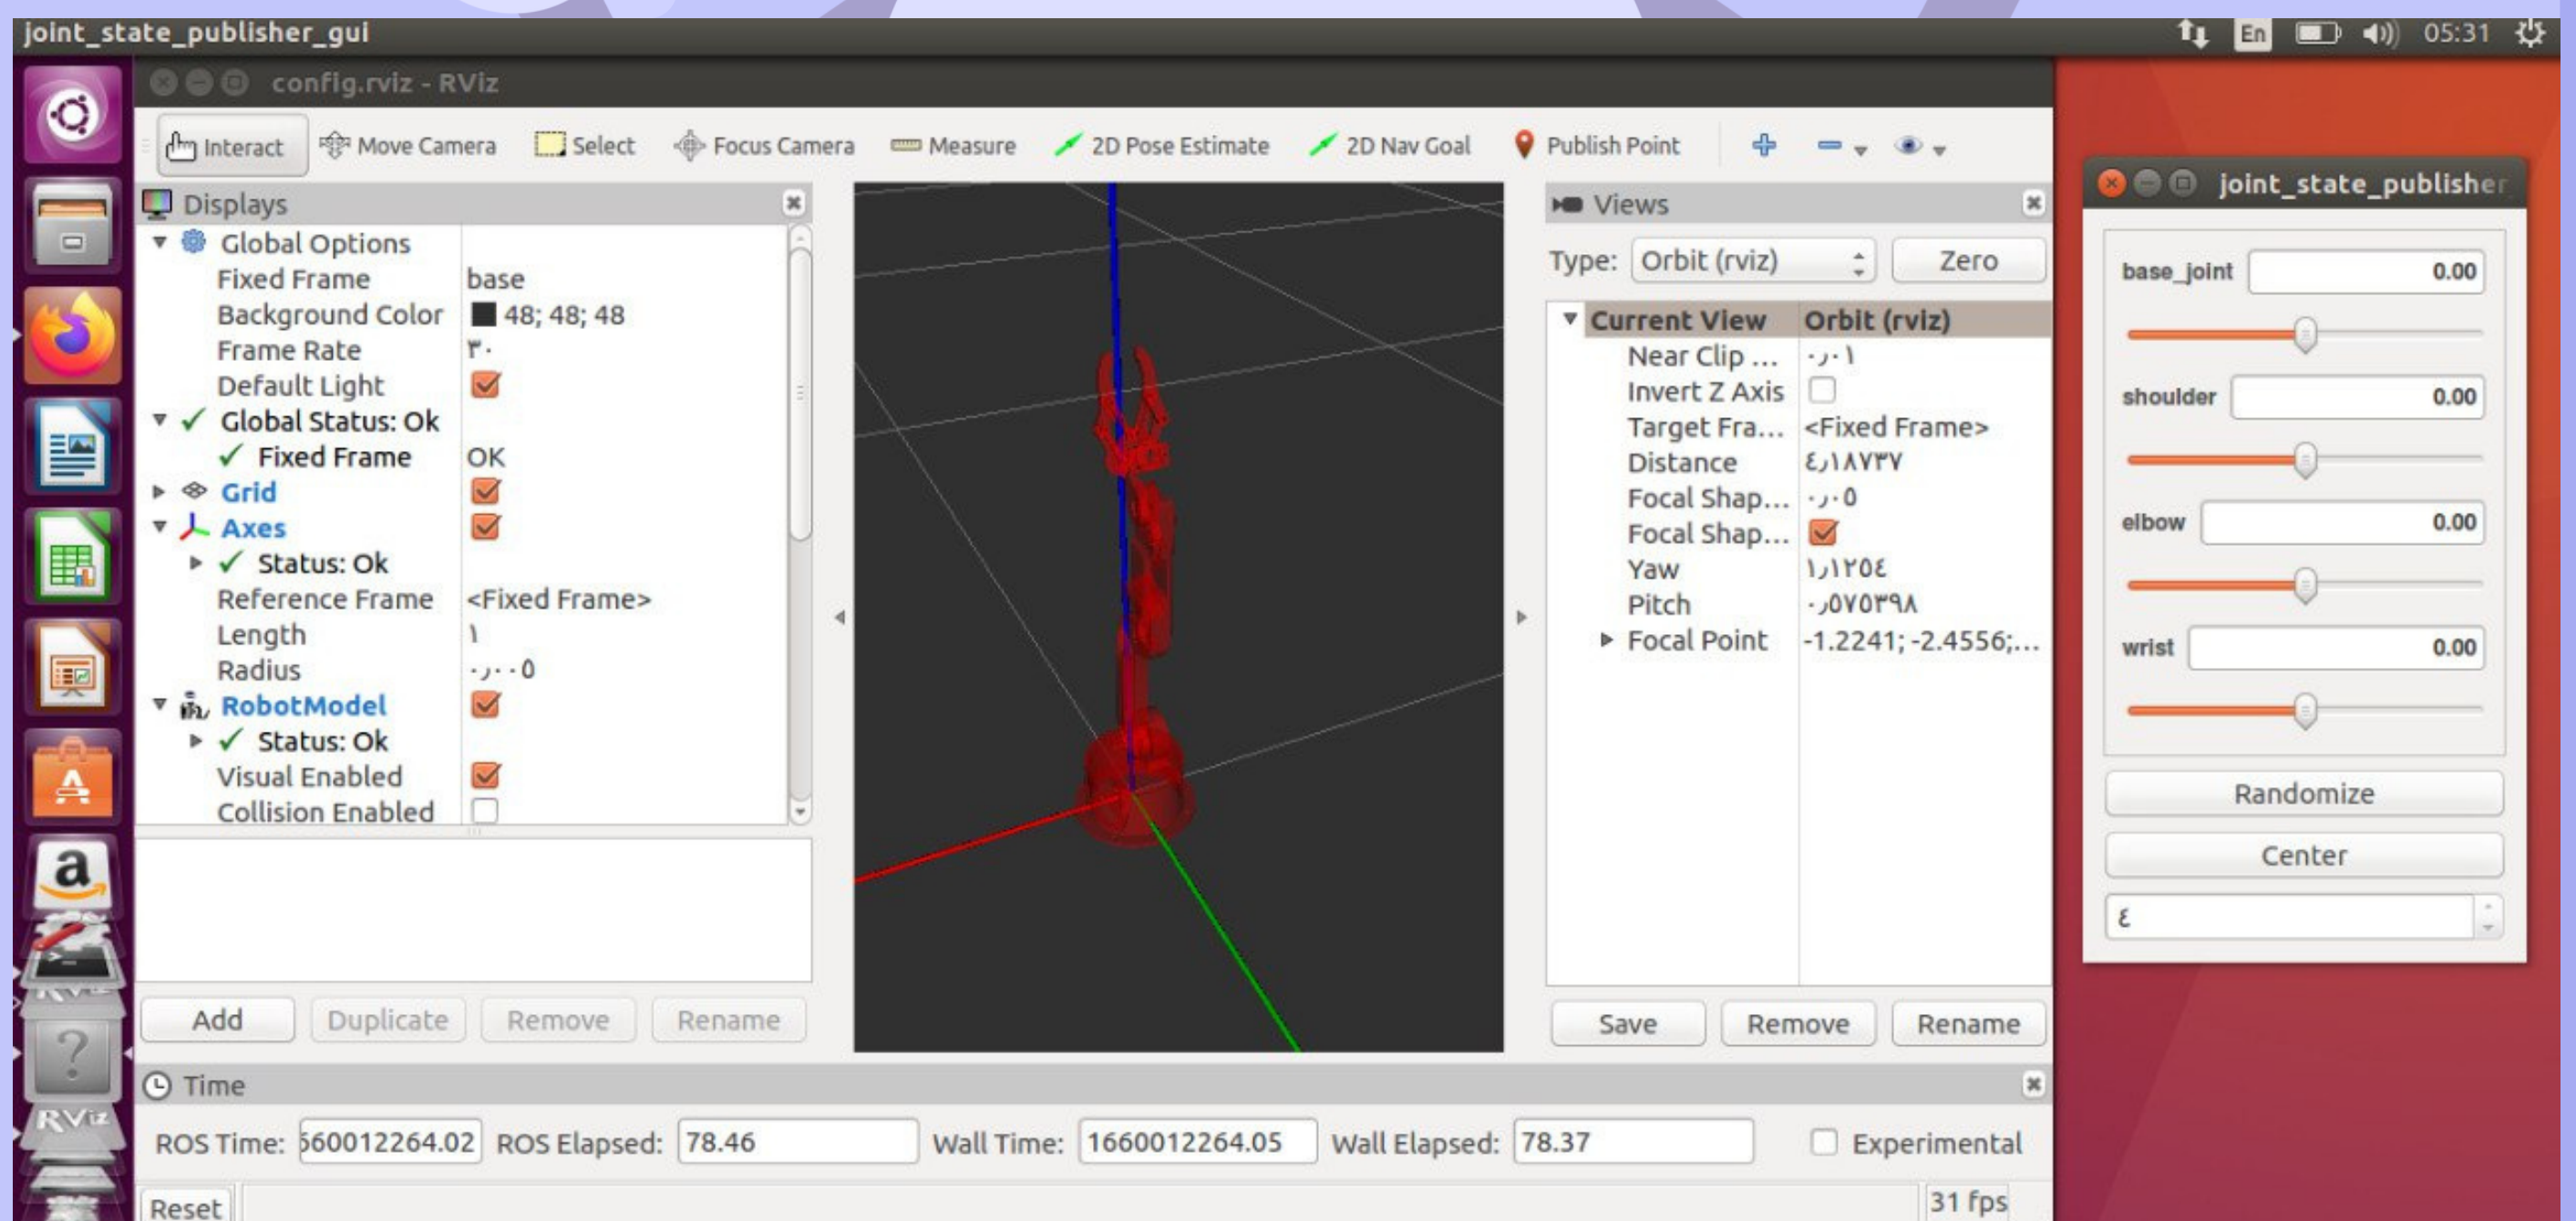 joint_state_publisher_gui
En 05:31
config.rviz - RViz
Interact Move Camera Select Focus Camera Measure 2D Pose Estimate 2D Nav Goal Publish Point
Displays
Global Options
Fixed Frame base
Background Color 48; 48; 48
Frame Rate ٣٠
Default Light
Global Status: Ok
Fixed Frame OK
Grid
Axes
Status: Ok
Reference Frame <Fixed Frame>
Length ١
Radius ٠٫٠٠٥
RobotModel
Status: Ok
Visual Enabled
Collision Enabled
Add Duplicate Remove Rename
Views
Type: Orbit (rviz) Zero
Current View Orbit (rviz)
Near Clip ... ٠٫٠١
Invert Z Axis
Target Fra... <Fixed Frame>
Distance ٤٫١٨٧٣٧
Focal Shap... ٠٫٠٥
Focal Shap...
Yaw ١٫١٢٥٤
Pitch ٠٫٥٧٥٣٩٨
Focal Point -1.2241; -2.4556;...
Save Remove Rename
joint_state_publisher
base_joint 0.00
shoulder 0.00
elbow 0.00
wrist 0.00
Randomize
Center
٤
Time
ROS Time: 660012264.02 ROS Elapsed: 78.46 Wall Time: 1660012264.05 Wall Elapsed: 78.37 Experimental
Reset 31 fps
A
a
RViz